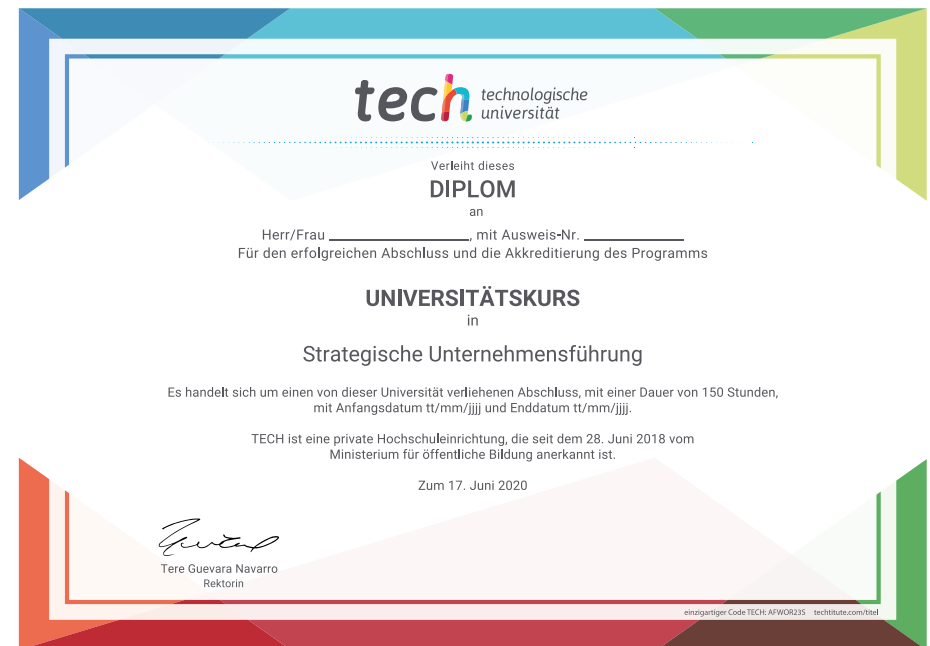 tech technologische
universität
Verleiht dieses
DIPLOM
an
Herr/Frau ________________, mit Ausweis-Nr. ____________
Für den erfolgreichen Abschluss und die Akkreditierung des Programms
UNIVERSITÄTSKURS
in
Strategische Unternehmensführung
Es handelt sich um einen von dieser Universität verliehenen Abschluss, mit einer Dauer von 150 Stunden,
mit Anfangsdatum tt/mm/jjjj und Enddatum tt/mm/jjjj.
TECH ist eine private Hochschuleinrichtung, die seit dem 28. Juni 2018 vom
Ministerium für öffentliche Bildung anerkannt ist.
Zum 17. Juni 2020
Tere Guevara Navarro
Rektorin
einzigartiger Code TECH: AFWOR23S techtitute.com/titel